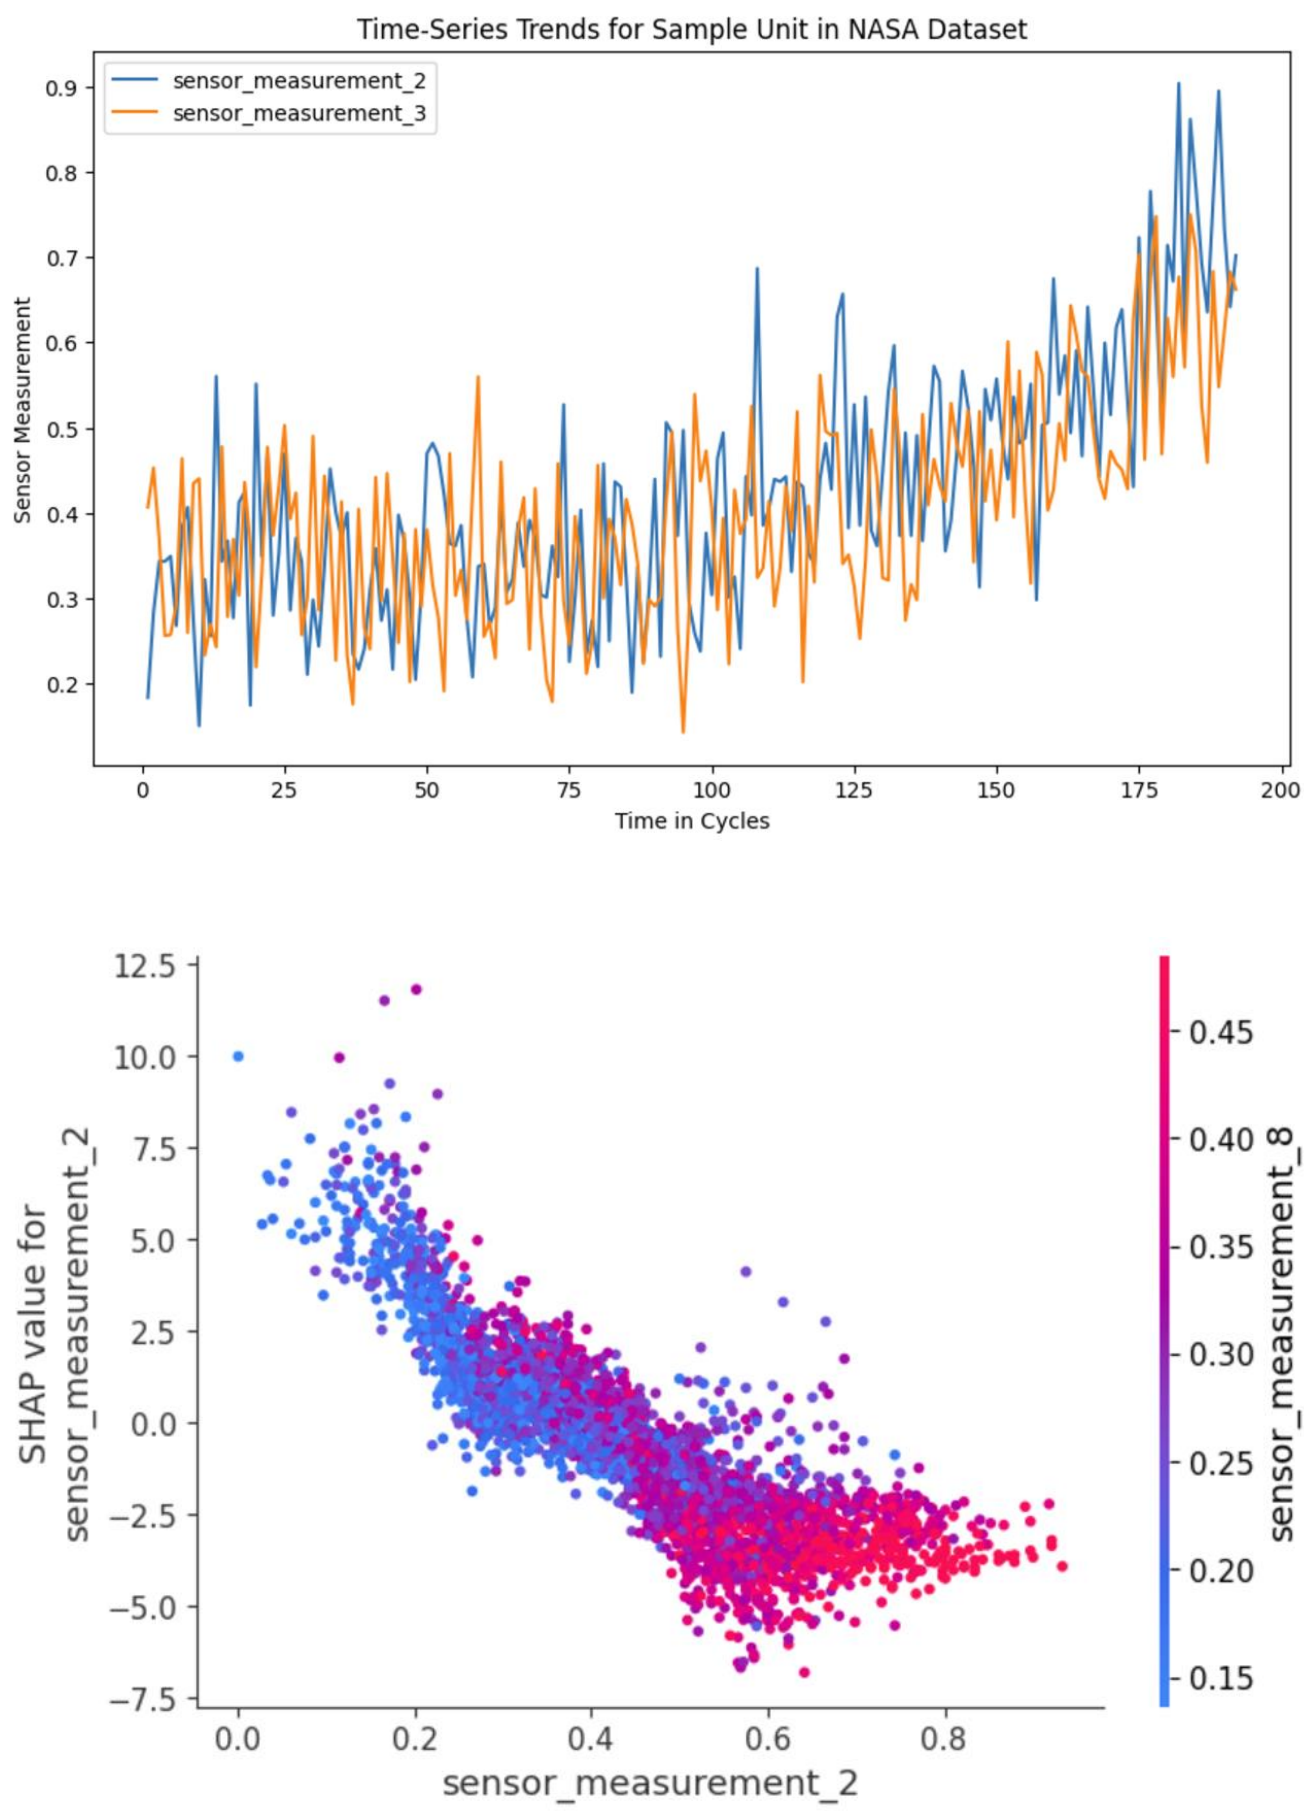 Time-Series Trends for Sample Unit in NASA Dataset
sensor_measurement_2
sensor_measurement_3
0.9
0.8
0.7
0.6
0.5
0.4
0.3
0.2
Sensor Measurement
0 25 50 75 100 125 150 175 200
Time in Cycles
12.5
10.0
7.5
5.0
2.5
0.0
−2.5
−5.0
−7.5
SHAP value for
sensor_measurement_2
0.0 0.2 0.4 0.6 0.8
sensor_measurement_2
0.45
0.40
0.35
0.30
0.25
0.20
0.15
sensor_measurement_8